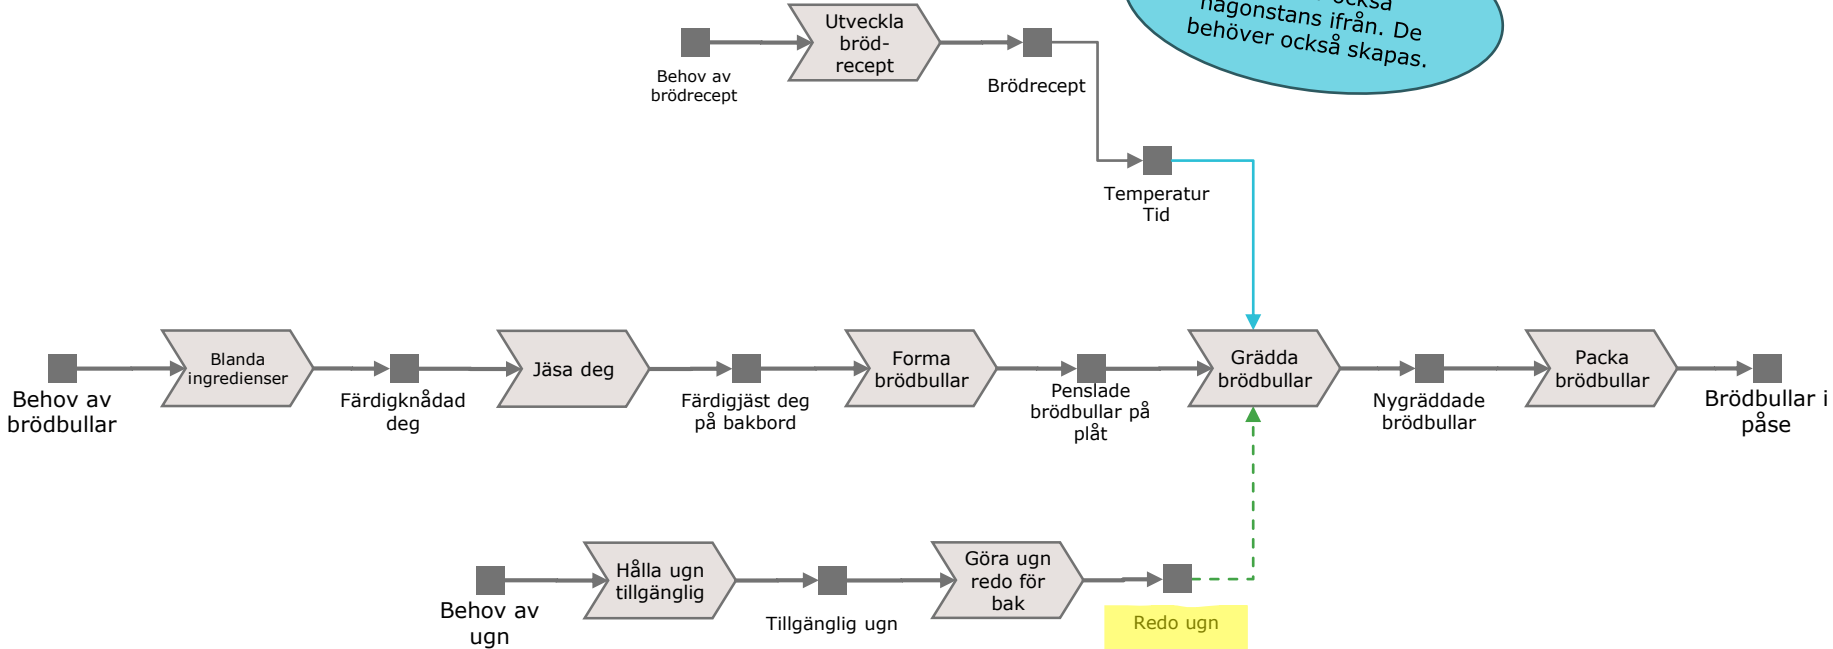 också
någonstans ifrån. De
behöver också skapas.
Utveckla
bröd-
recept
Behov av
brödrecept
Brödrecept
Temperatur
Tid
Blanda
ingredienser
Jäsa deg
Forma
brödbullar
Grädda
brödbullar
Packa
brödbullar
Behov av
brödbullar
Färdigknådad
deg
Färdigjäst deg
på bakbord
Penslade
brödbullar på
plåt
Nygräddade
brödbullar
Brödbullar i
påse
Hålla ugn
tillgänglig
Göra ugn
redo för
bak
Behov av
ugn
Tillgänglig ugn
Redo ugn